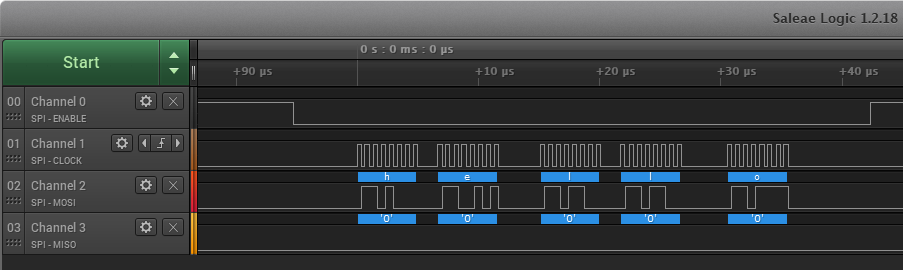 Saleae Logic 1.2.18
Start
0 s : 0 ms : 0 µs
+90 µs +10 µs +20 µs +30 µs +40 µs
00 Channel 0
SPI - ENABLE
01 Channel 1
SPI - CLOCK
h e l l o
02 Channel 2
SPI - MOSI
'0' '0' '0' '0' '0'
03 Channel 3
SPI - MISO